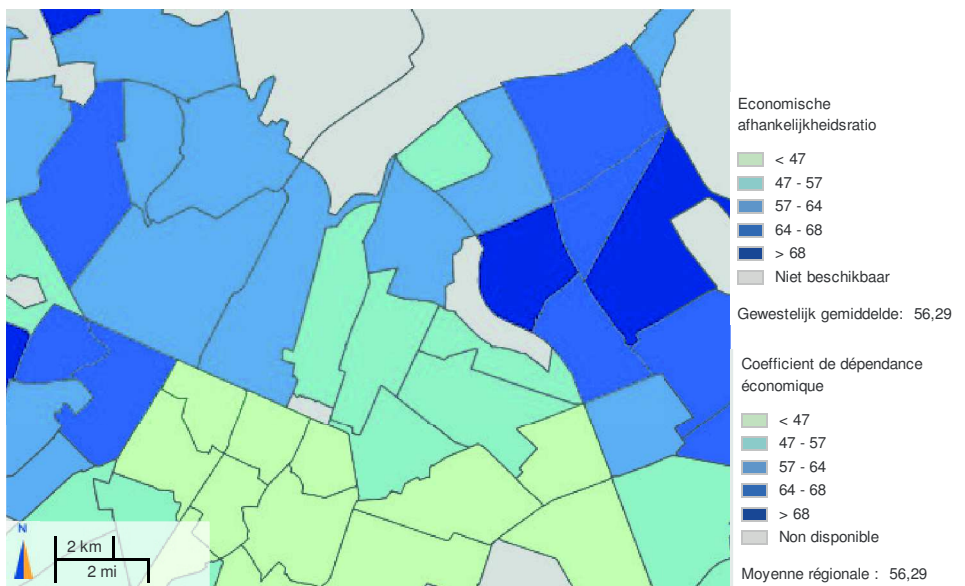 Economische
afhankelijkheidsratio
< 47
47 - 57
57 - 64
64 - 68
> 68
Niet beschikbaar
Gewestelijk gemiddelde: 56,29
Coefficient de dépendance
économique
< 47
47 - 57
57 - 64
64 - 68
> 68
Non disponible
Moyenne régionale : 56,29
N
2 km
2 mi